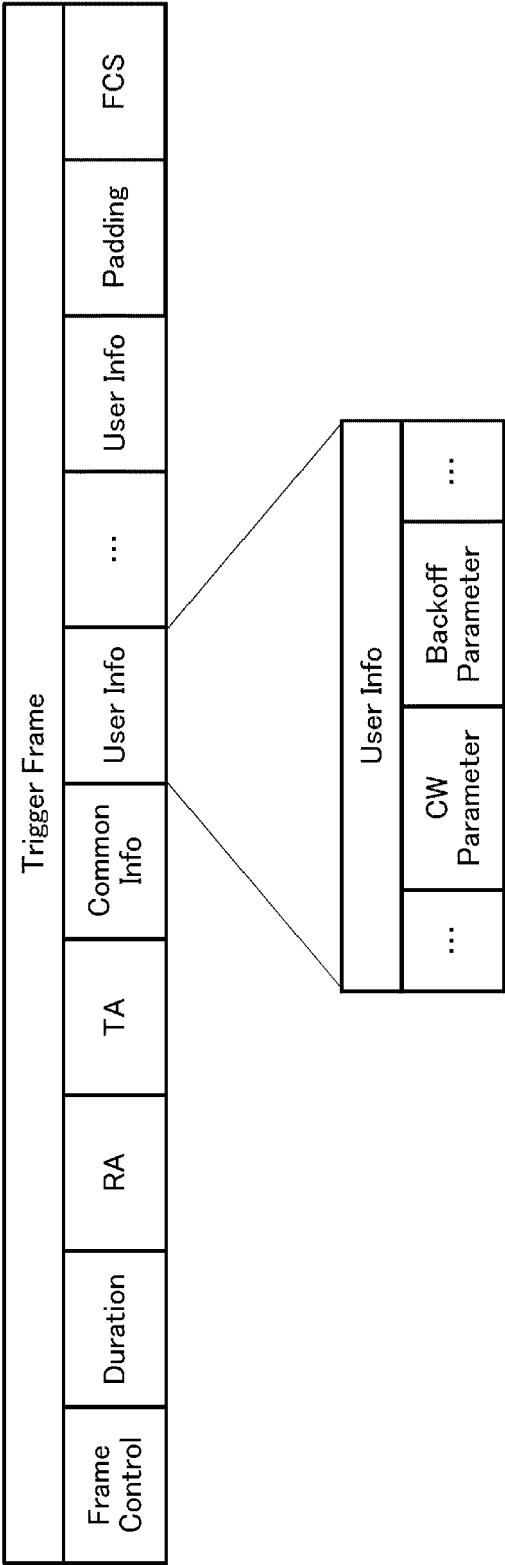 Trigger Frame
Frame
Control
Duration
RA
TA
Common
Info
User Info
...
User Info
Padding
FCS
User Info
...
CW
Parameter
Backoff
Parameter
...